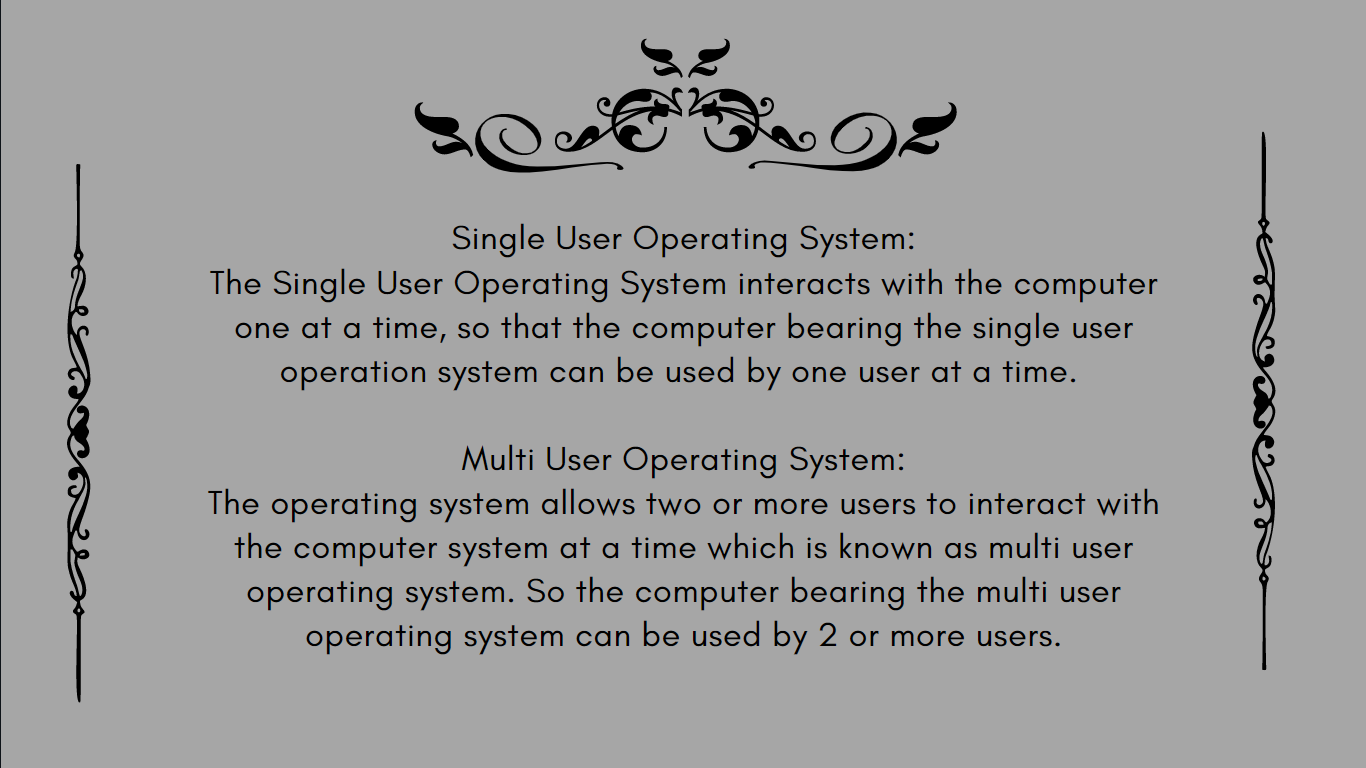 Single User Operating System:
The Single User Operating System interacts with the computer
one at a time, so that the computer bearing the single user
operation system can be used by one user at a time.
Multi User Operating System:
The operating system allows two or more users to interact with
the computer system at a time which is known as multi user
operating system. So the computer bearing the multi user
operating system can be used by 2 or more users.